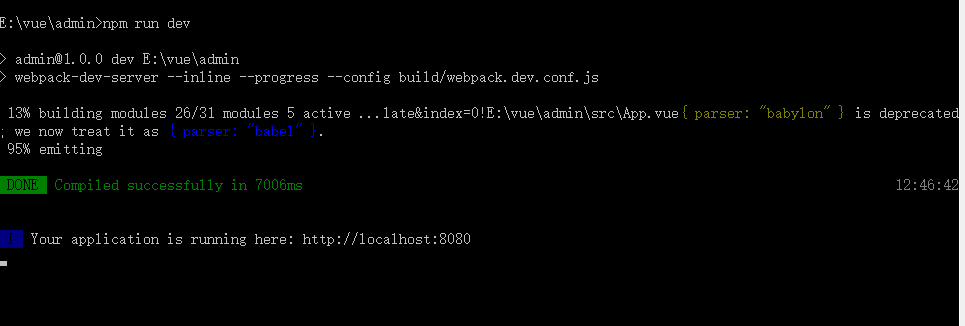 E:\vue\admin>npm run dev
> admin@1.0.0 dev E:\vue\admin
> webpack-dev-server --inline --progress --config build/webpack.dev.conf.js
13% building modules 26/31 modules 5 active ...late&index=0!E:\vue\admin\src\App.vue{ parser: "babylon" } is deprecated
; we now treat it as { parser: "babel" }.
95% emitting
DONE Compiled successfully in 7006ms 12:46:42
I Your application is running here: http://localhost:8080